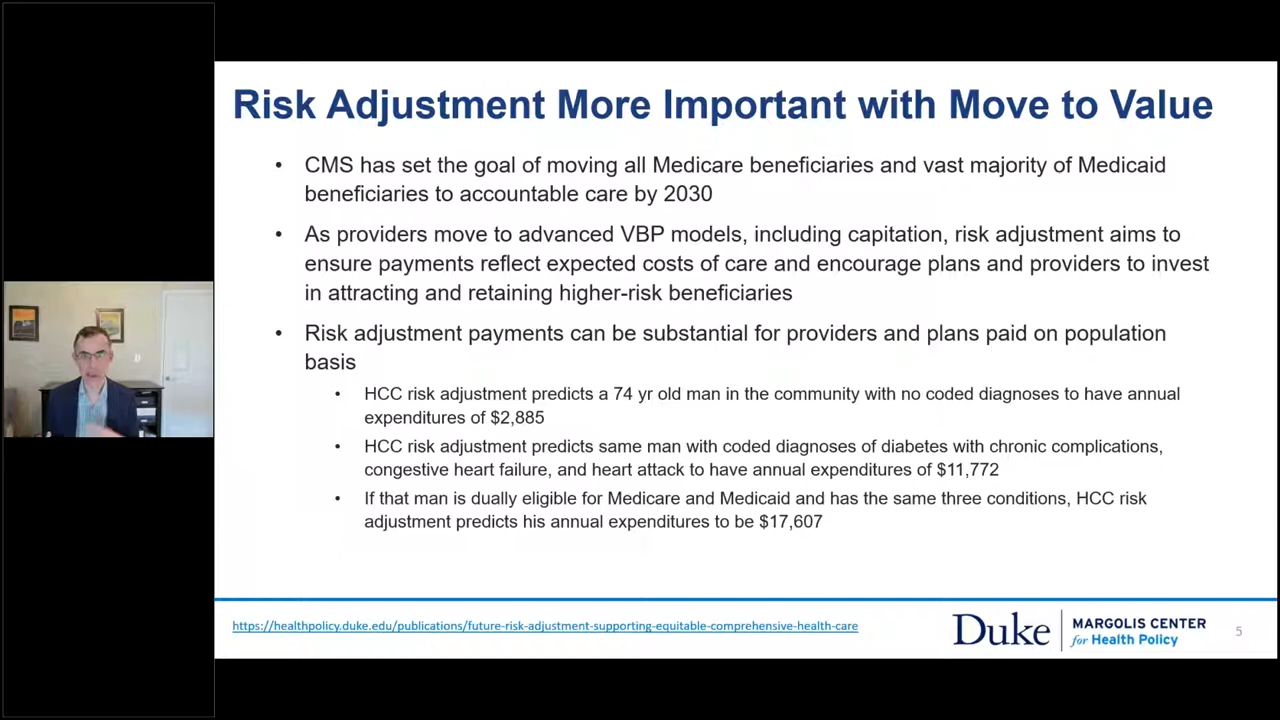 Risk Adjustment More Important with Move to Value
• CMS has set the goal of moving all Medicare beneficiaries and vast majority of Medicaid
beneficiaries to accountable care by 2030
• As providers move to advanced VBP models, including capitation, risk adjustment aims to
ensure payments reflect expected costs of care and encourage plans and providers to invest
in attracting and retaining higher-risk beneficiaries
• Risk adjustment payments can be substantial for providers and plans paid on population
basis
• HCC risk adjustment predicts a 74 yr old man in the community with no coded diagnoses to have annual
expenditures of $2,885
• HCC risk adjustment predicts same man with coded diagnoses of diabetes with chronic complications,
congestive heart failure, and heart attack to have annual expenditures of $11,772
• If that man is dually eligible for Medicare and Medicaid and has the same three conditions, HCC risk
adjustment predicts his annual expenditures to be $17,607
https://healthpolicy.duke.edu/publications/future-risk-adjustment-supporting-equitable-comprehensive-health-care
Duke
MARGOLIS CENTER
for Health Policy
5